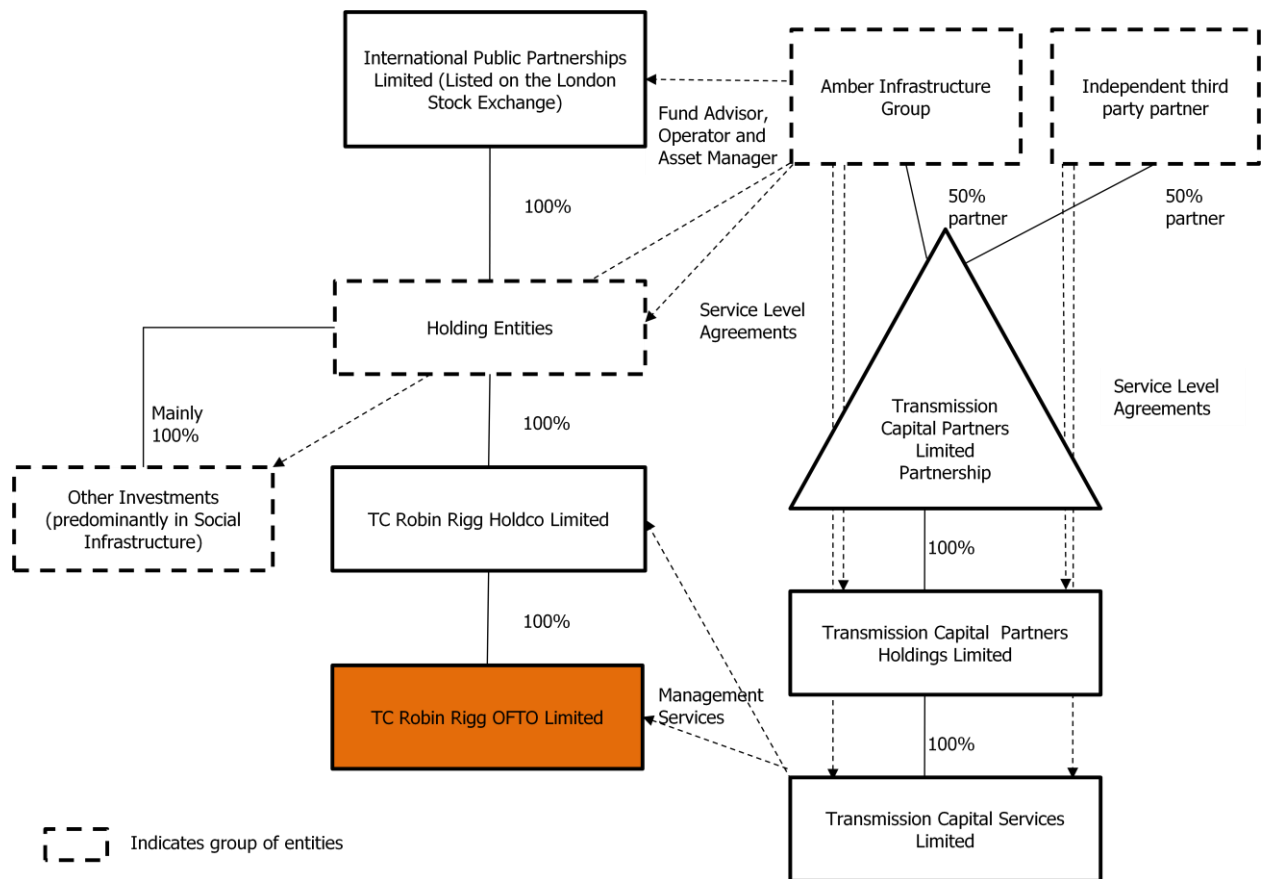 International Public Partnerships
Limited (Listed on the London
Stock Exchange)
Amber Infrastructure
Group
Independent third
party partner
Fund Advisor,
Operator and
Asset Manager
100%
50%
partner
50%
partner
Holding Entities
Service Level
Agreements
Service Level
Agreements
Mainly
100%
100%
Transmission
Capital Partners
Limited
Partnership
Other Investments
(predominantly in Social
Infrastructure)
TC Robin Rigg Holdco Limited
100%
100%
Transmission Capital  Partners
Holdings Limited
TC Robin Rigg OFTO Limited
Management
Services
100%
Transmission Capital Services
Limited
Indicates group of entities